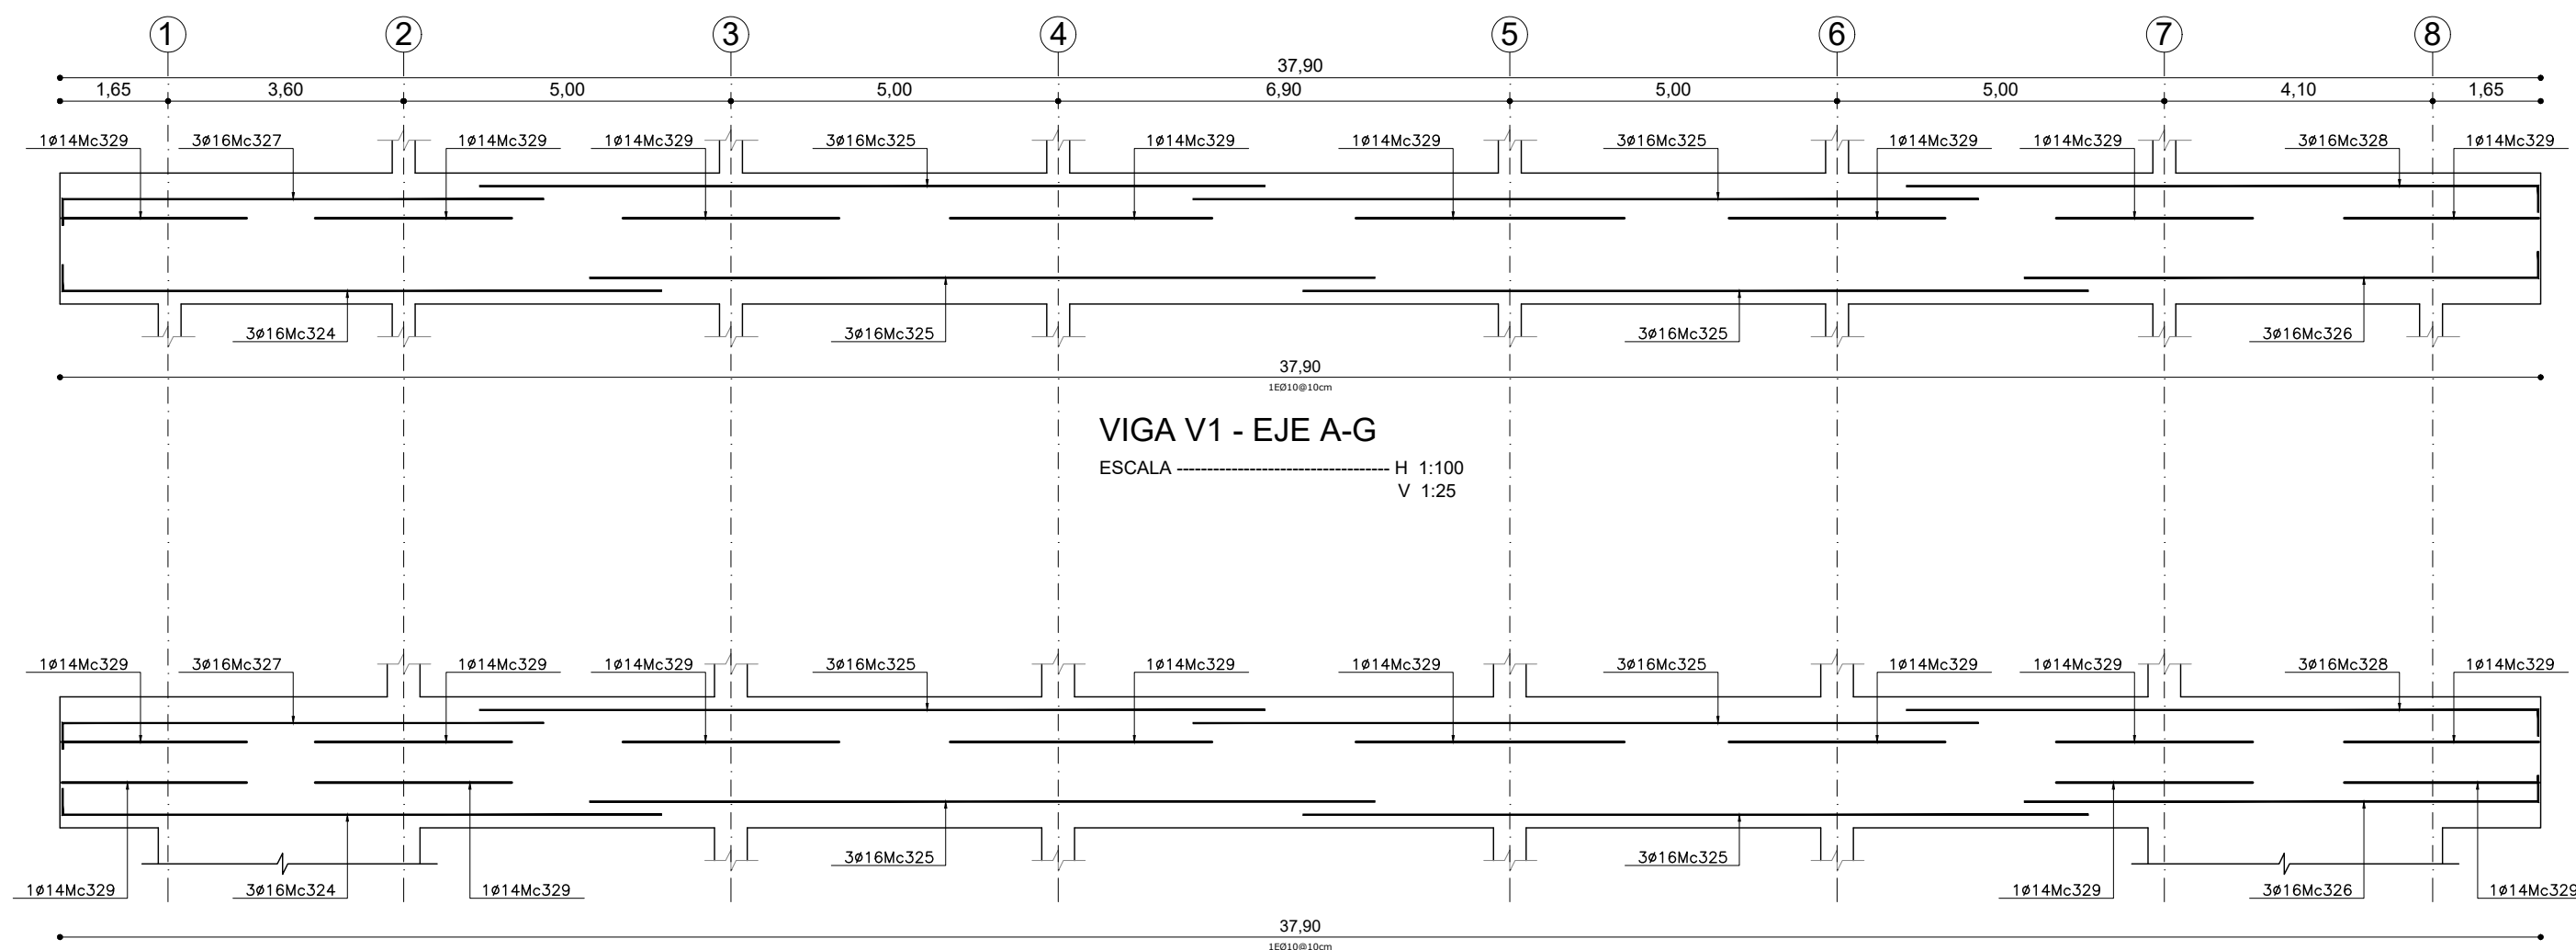 1 2 3 4 5 6 7 8
37,90
1,65 3,60 5,00 5,00 6,90 5,00 5,00 4,10 1,65
1ø14Mc329 3ø16Mc327 1ø14Mc329 1ø14Mc329 3ø16Mc325 1ø14Mc329 1ø14Mc329 3ø16Mc325 1ø14Mc329 1ø14Mc329 3ø16Mc328 1ø14Mc329
3ø16Mc324 3ø16Mc325 3ø16Mc325 3ø16Mc326
37,90
1EØ10@10cm
VIGA V1 - EJE A-G
ESCALA ----------------------------------- H 1:100
V 1:25
1ø14Mc329 3ø16Mc327 1ø14Mc329 1ø14Mc329 3ø16Mc325 1ø14Mc329 1ø14Mc329 3ø16Mc325 1ø14Mc329 1ø14Mc329 3ø16Mc328 1ø14Mc329
3ø16Mc325 3ø16Mc325
1ø14Mc329 3ø16Mc324 1ø14Mc329 1ø14Mc329 3ø16Mc326 1ø14Mc329
37,90
1EØ10@10cm